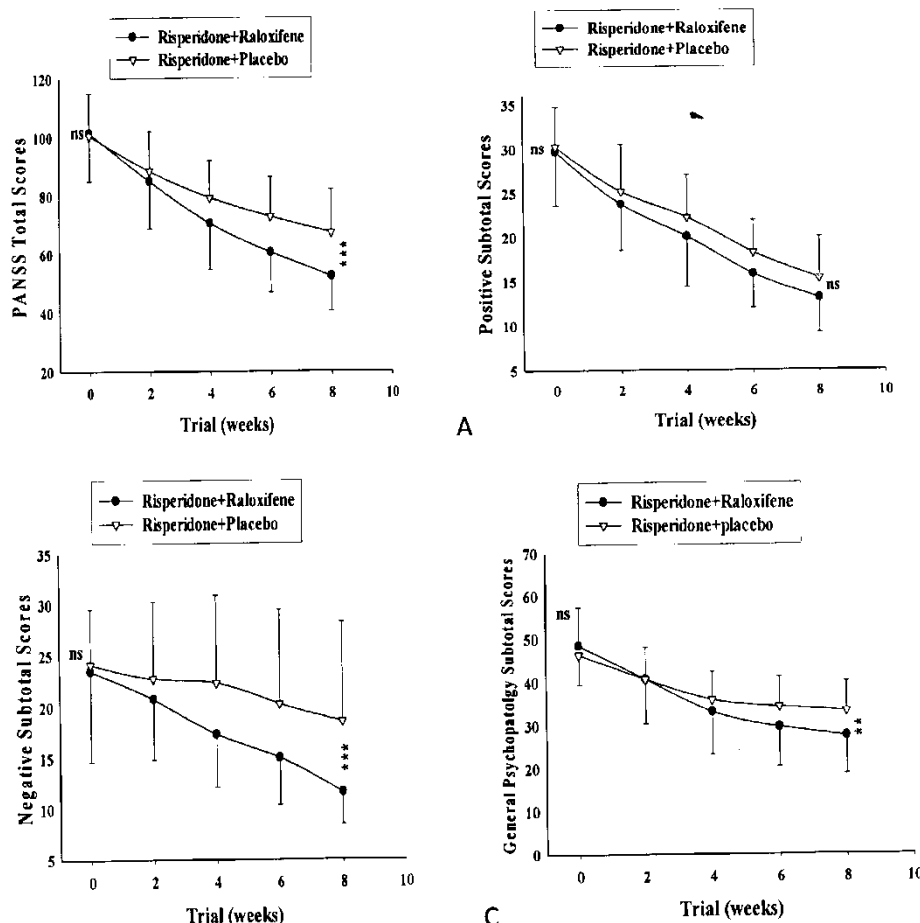 Risperidone+Raloxifene
Risperidone+Placebo
PANSS Total Scores
120
100
80
60
40
20
ns
***
0 2 4 6 8 10
Trial (weeks)
A
Risperidone+Raloxifene
Risperidone+Placebo
Positive Subtotal Scores
35
30
25
20
15
10
5
ns
ns
0 2 4 6 8 10
Trial (weeks)
Risperidone+Raloxifene
Risperidone+Placebo
Negative Subtotal Scores
35
30
25
20
15
10
5
ns
***
0 2 4 6 8 10
Trial (weeks)
C
Risperidone+Raloxifene
Risperidone+placebo
General Psychopatolgy Subtotal Scores
70
60
50
40
30
20
10
0
ns
**
0 2 4 6 8 10
Trial (weeks)